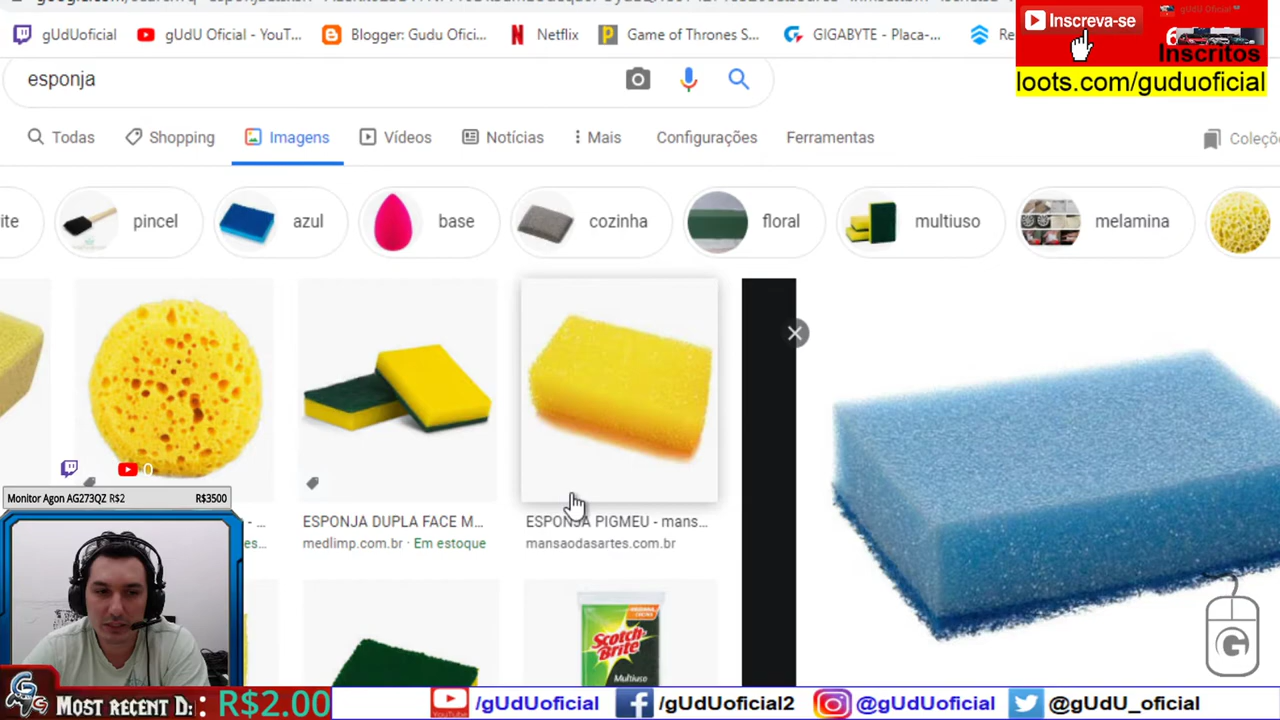 gUdUoficial
gUdU Oficial - YouT...
Blogger: Gudu Ofici...
Netflix
Game of Thrones S...
GIGABYTE - Placa-...
Inscreva-se
gUdU Oficial
Inscritos
loots.com/guduoficial
esponja
Todas
Shopping
Imagens
Vídeos
Notícias
Mais
Configurações
Ferramentas
Coleçõ
pincel
azul
base
cozinha
floral
multiuso
melamina
0
Monitor Agon AG273QZ R$2
R$3500
ESPONJA DUPLA FACE M...
medlimp.com.br · Em estoque
ESPONJA PIGMEU - mans...
mansaodasartes.com.br
Scotch
Brite
Multiuso
Most recent D.:
R$2.00
/gUdUoficial
/gUdUoficial2
@gUdUoficial
@gUdU_oficial